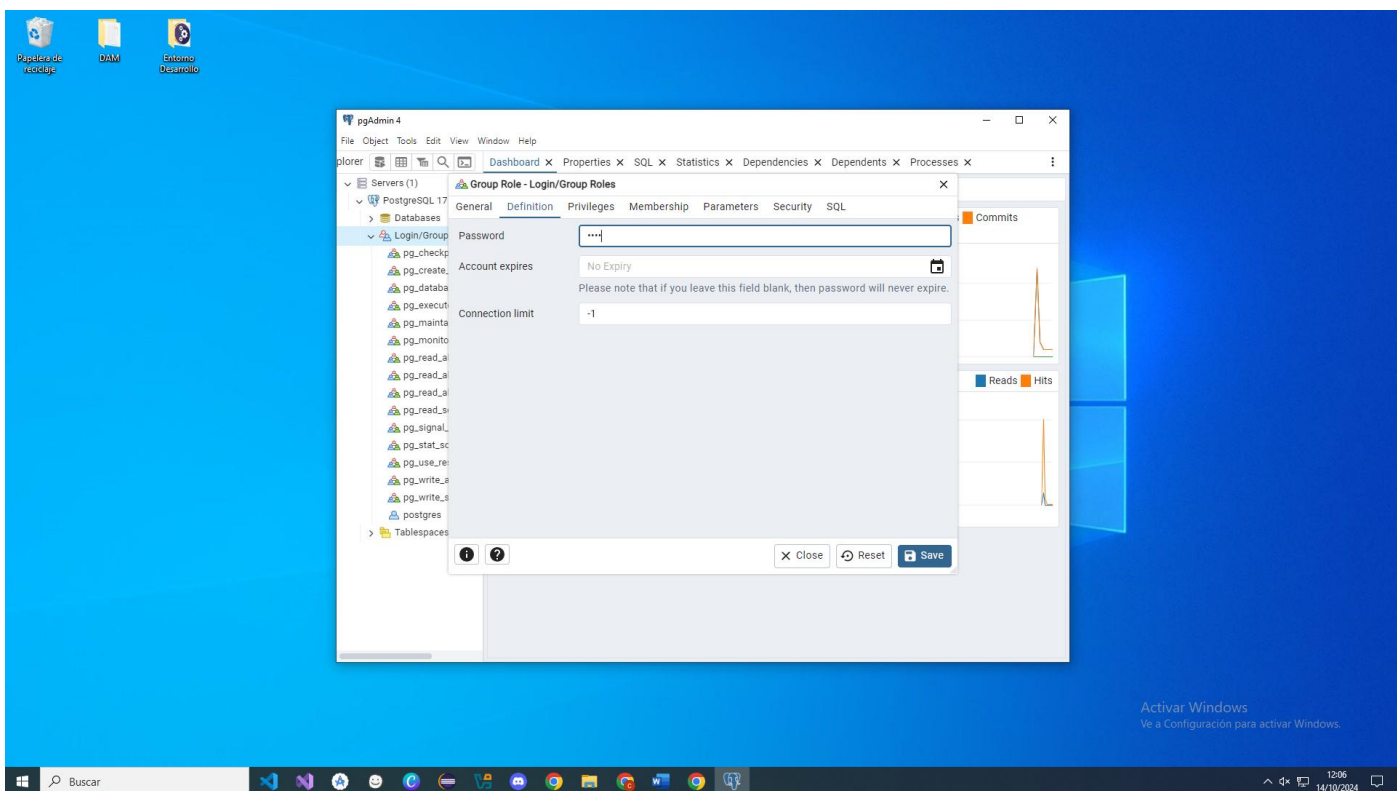 Papelera de
reciclaje
DAM
Entorno
Desarrollo
pgAdmin 4
File Object Tools Edit View Window Help
plorer
Dashboard Properties SQL Statistics Dependencies Dependents Processes
Servers (1)
PostgreSQL 17
Databases
Login/Group
pg_checkp
pg_create_
pg_databa
pg_execut
pg_mainta
pg_monito
pg_read_al
pg_read_al
pg_read_al
pg_read_se
pg_signal_
pg_stat_sc
pg_use_res
pg_write_a
pg_write_s
postgres
Tablespaces
Group Role - Login/Group Roles
General Definition Privileges Membership Parameters Security SQL
Password
••••
Account expires
No Expiry
Please note that if you leave this field blank, then password will never expire.
Connection limit
-1
Close Reset Save
Commits
Reads Hits
Activar Windows
Ve a Configuración para activar Windows.
Buscar
12:06
14/10/2024